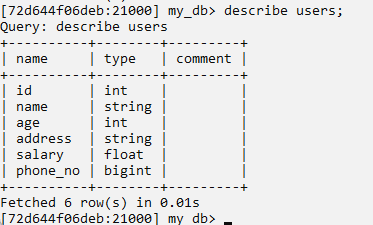 [72d644f06deb:21000] my_db> describe users;
Query: describe users
+----------+--------+---------+
| name     | type   | comment |
+----------+--------+---------+
| id       | int    |         |
| name     | string |         |
| age      | int    |         |
| address  | string |         |
| salary   | float  |         |
| phone_no | bigint |         |
+----------+--------+---------+
Fetched 6 row(s) in 0.01s
[72d644f06deb:21000] my_db>